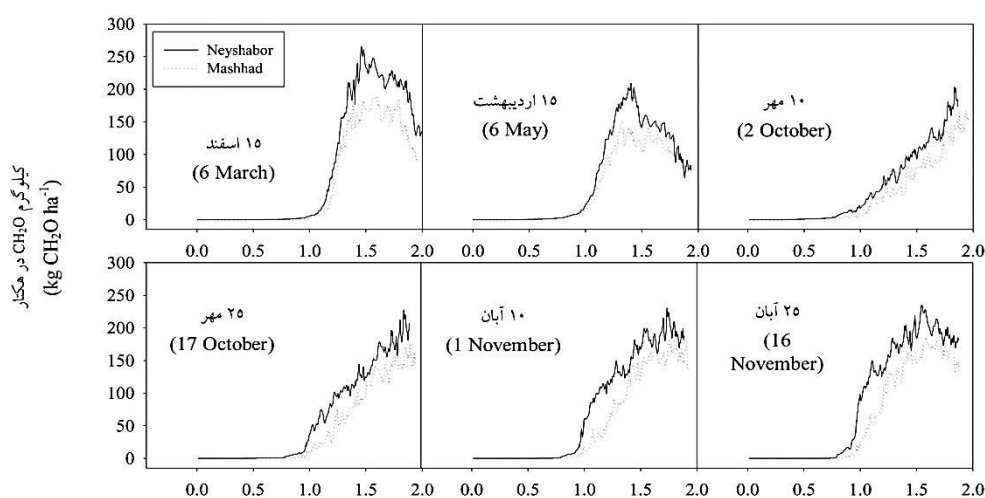 300
250
200
150
100
50
0
Neyshabor
Mashhad
۱۵ اسفند
(6 March)
۱۵ اردیبهشت
(6 May)
۱۰ مهر
(2 October)
0.0 0.5 1.0 1.5 2.0
0.0 0.5 1.0 1.5 2.0
0.0 0.5 1.0 1.5 2.0
کیلوگرم CH₂O در هکتار
(kg CH₂O ha⁻¹)
300
250
200
150
100
50
0
۲۵ مهر
(17 October)
۱۰ آبان
(1 November)
۲۵ آبان
(16
November)
0.0 0.5 1.0 1.5 2.0
0.0 0.5 1.0 1.5 2.0
0.0 0.5 1.0 1.5 2.0